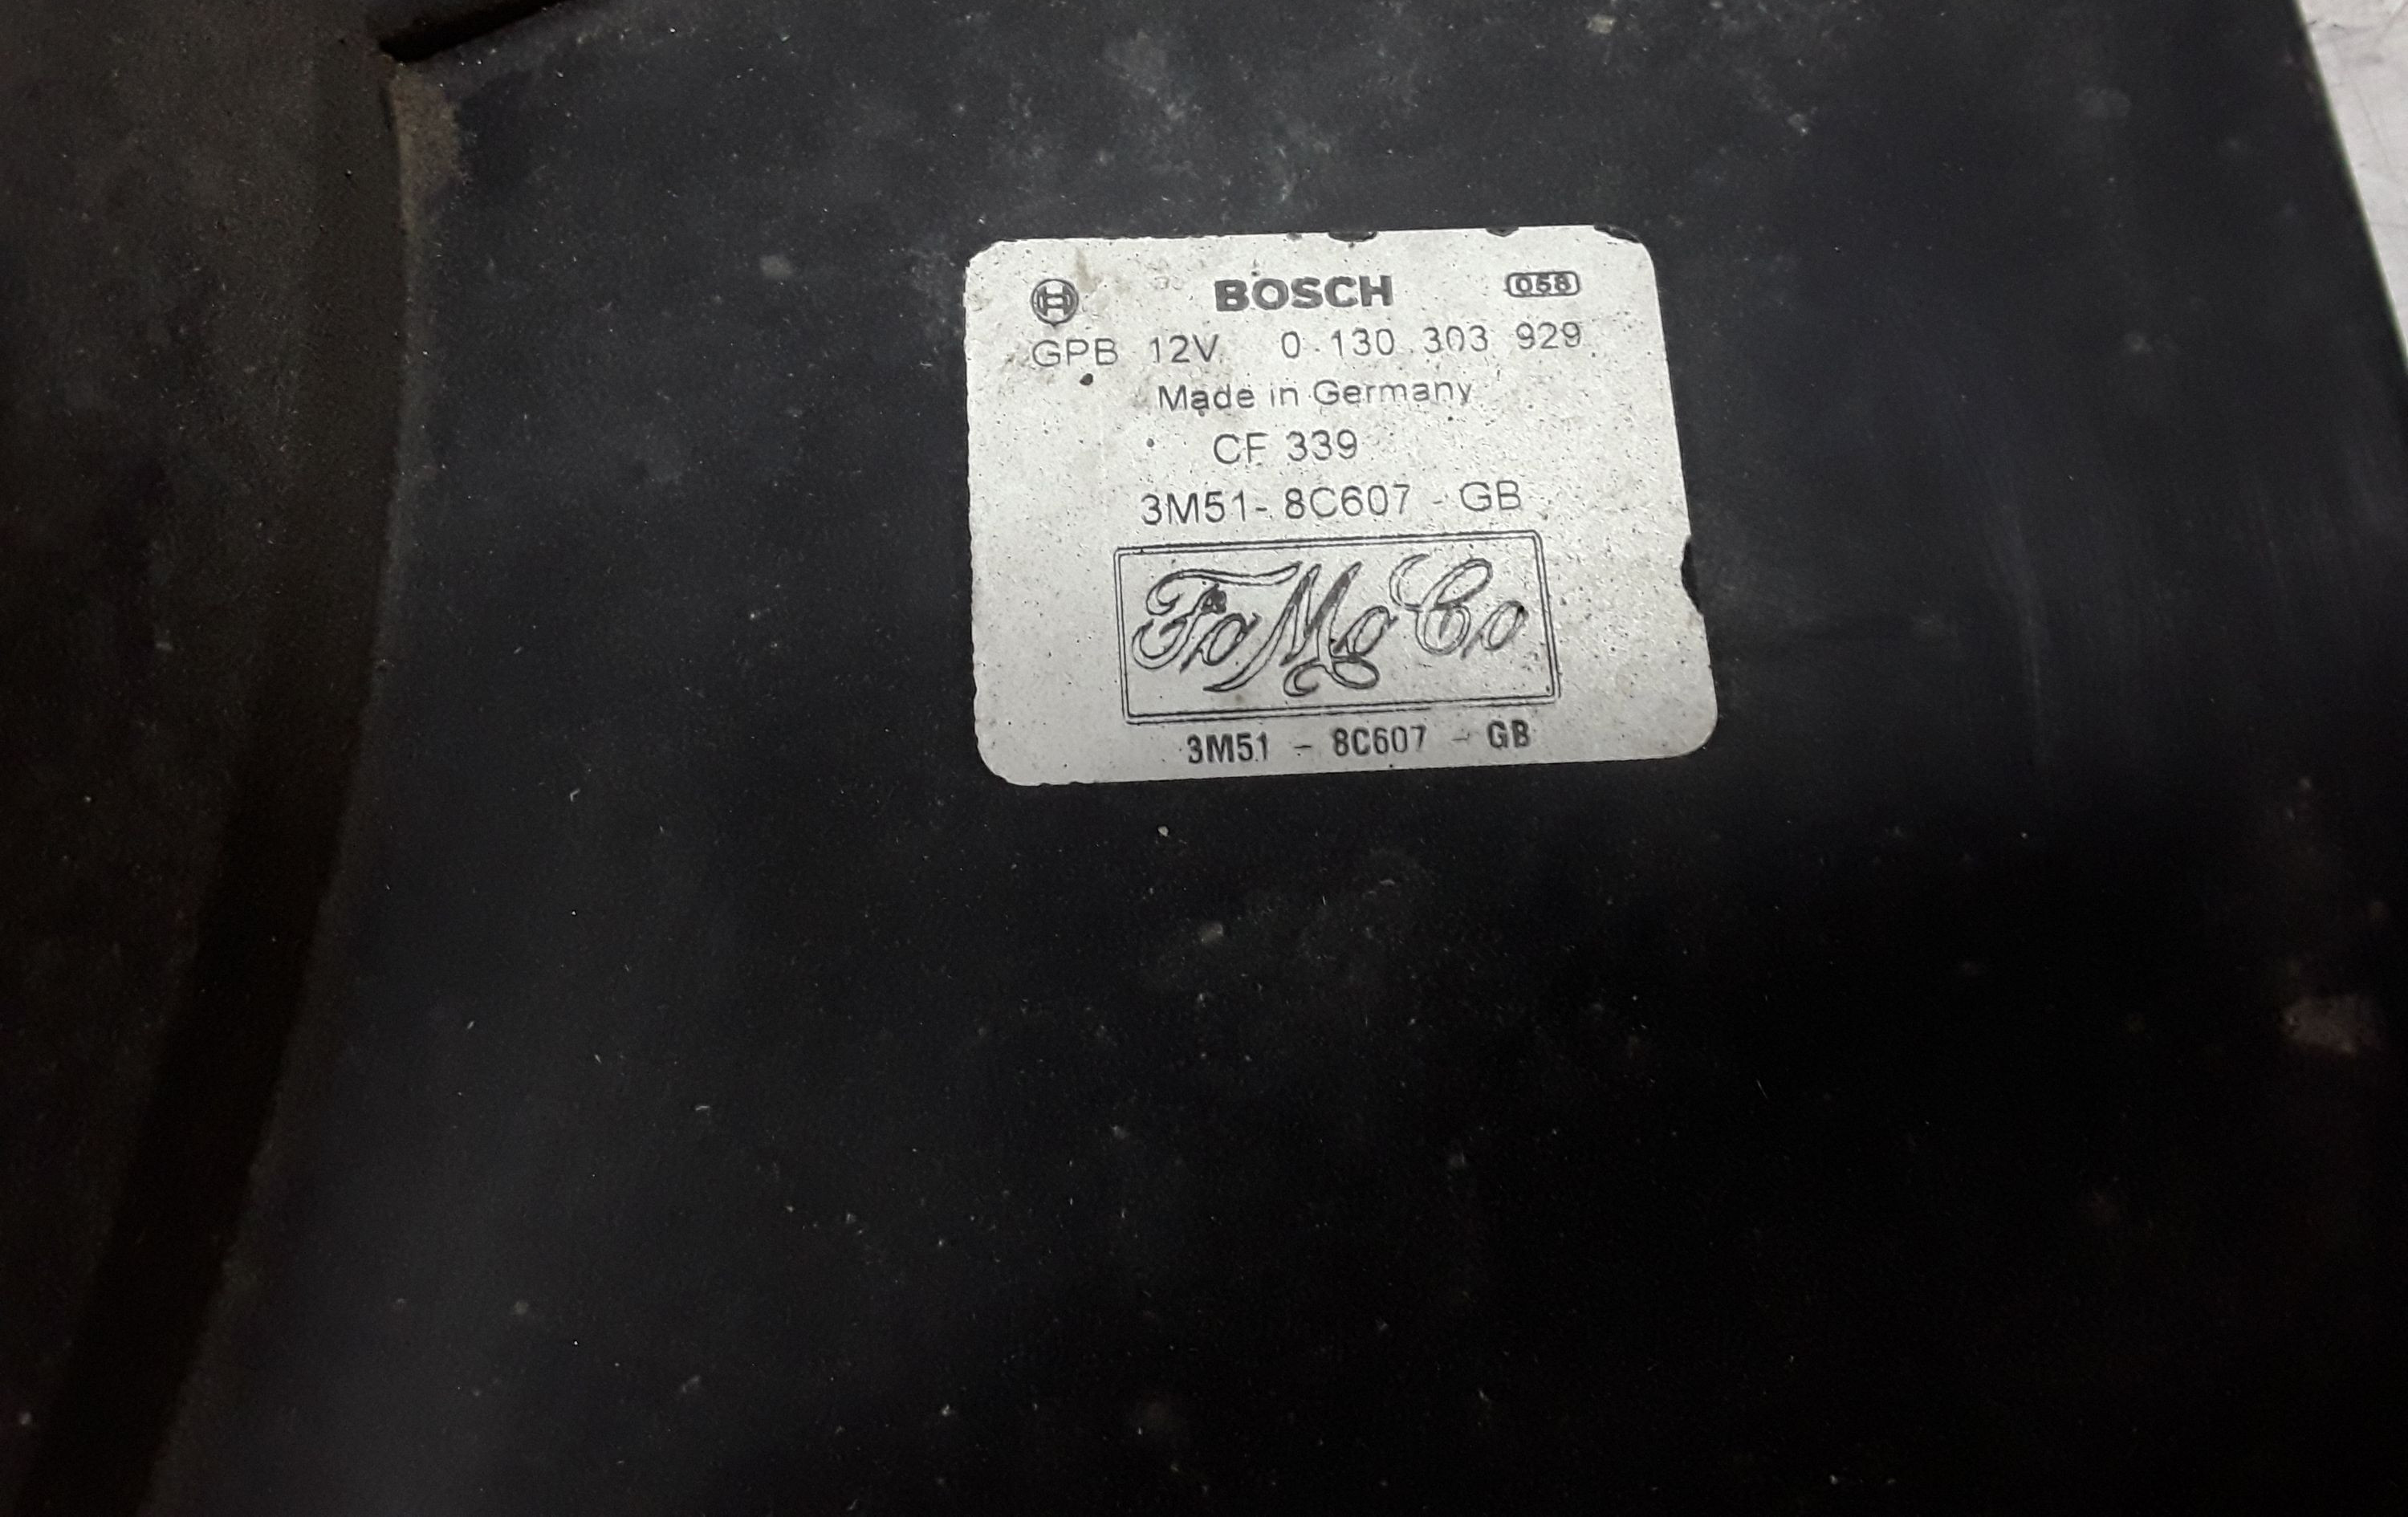 BOSCH 058
GPB 12V 0 130 303 929
Made in Germany
CF 339
3M51-8C607-GB
FoMoCo
3M51 - 8C607 - GB